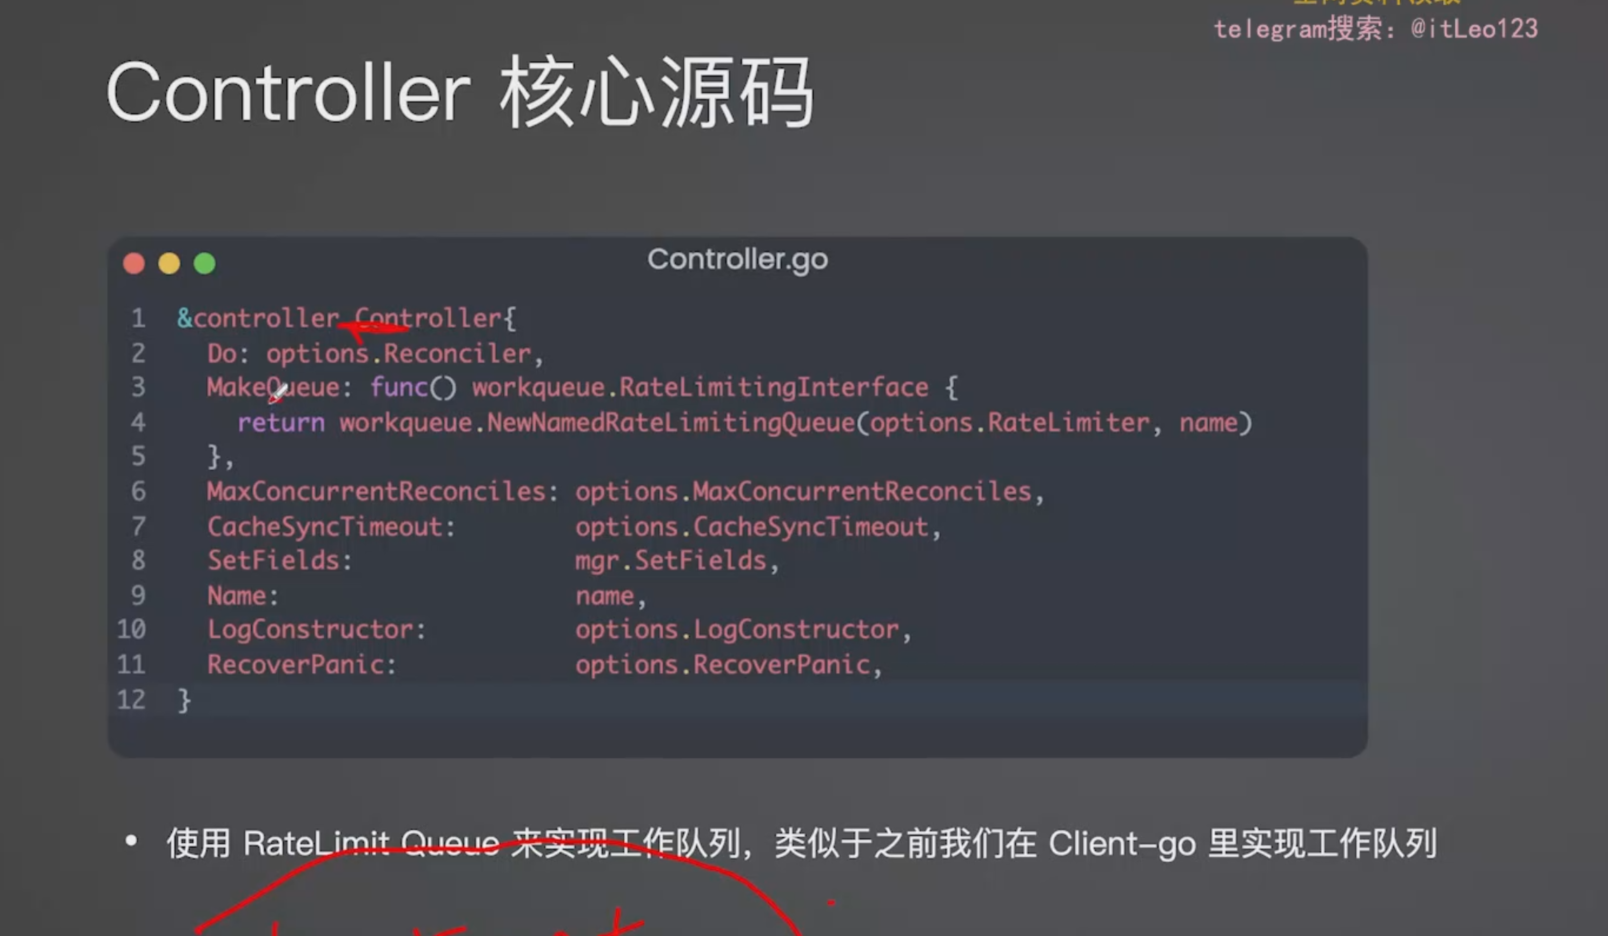 telegram搜索：@itLeo123
Controller 核心源码
Controller.go
1 &controller.Controller{
2 Do: options.Reconciler,
3 MakeQueue: func() workqueue.RateLimitingInterface {
4 return workqueue.NewNamedRateLimitingQueue(options.RateLimiter, name)
5 },
6 MaxConcurrentReconciles: options.MaxConcurrentReconciles,
7 CacheSyncTimeout: options.CacheSyncTimeout,
8 SetFields: mgr.SetFields,
9 Name: name,
10 LogConstructor: options.LogConstructor,
11 RecoverPanic: options.RecoverPanic,
12 }
• 使用 RateLimit Queue 来实现工作队列，类似于之前我们在 Client-go 里实现工作队列